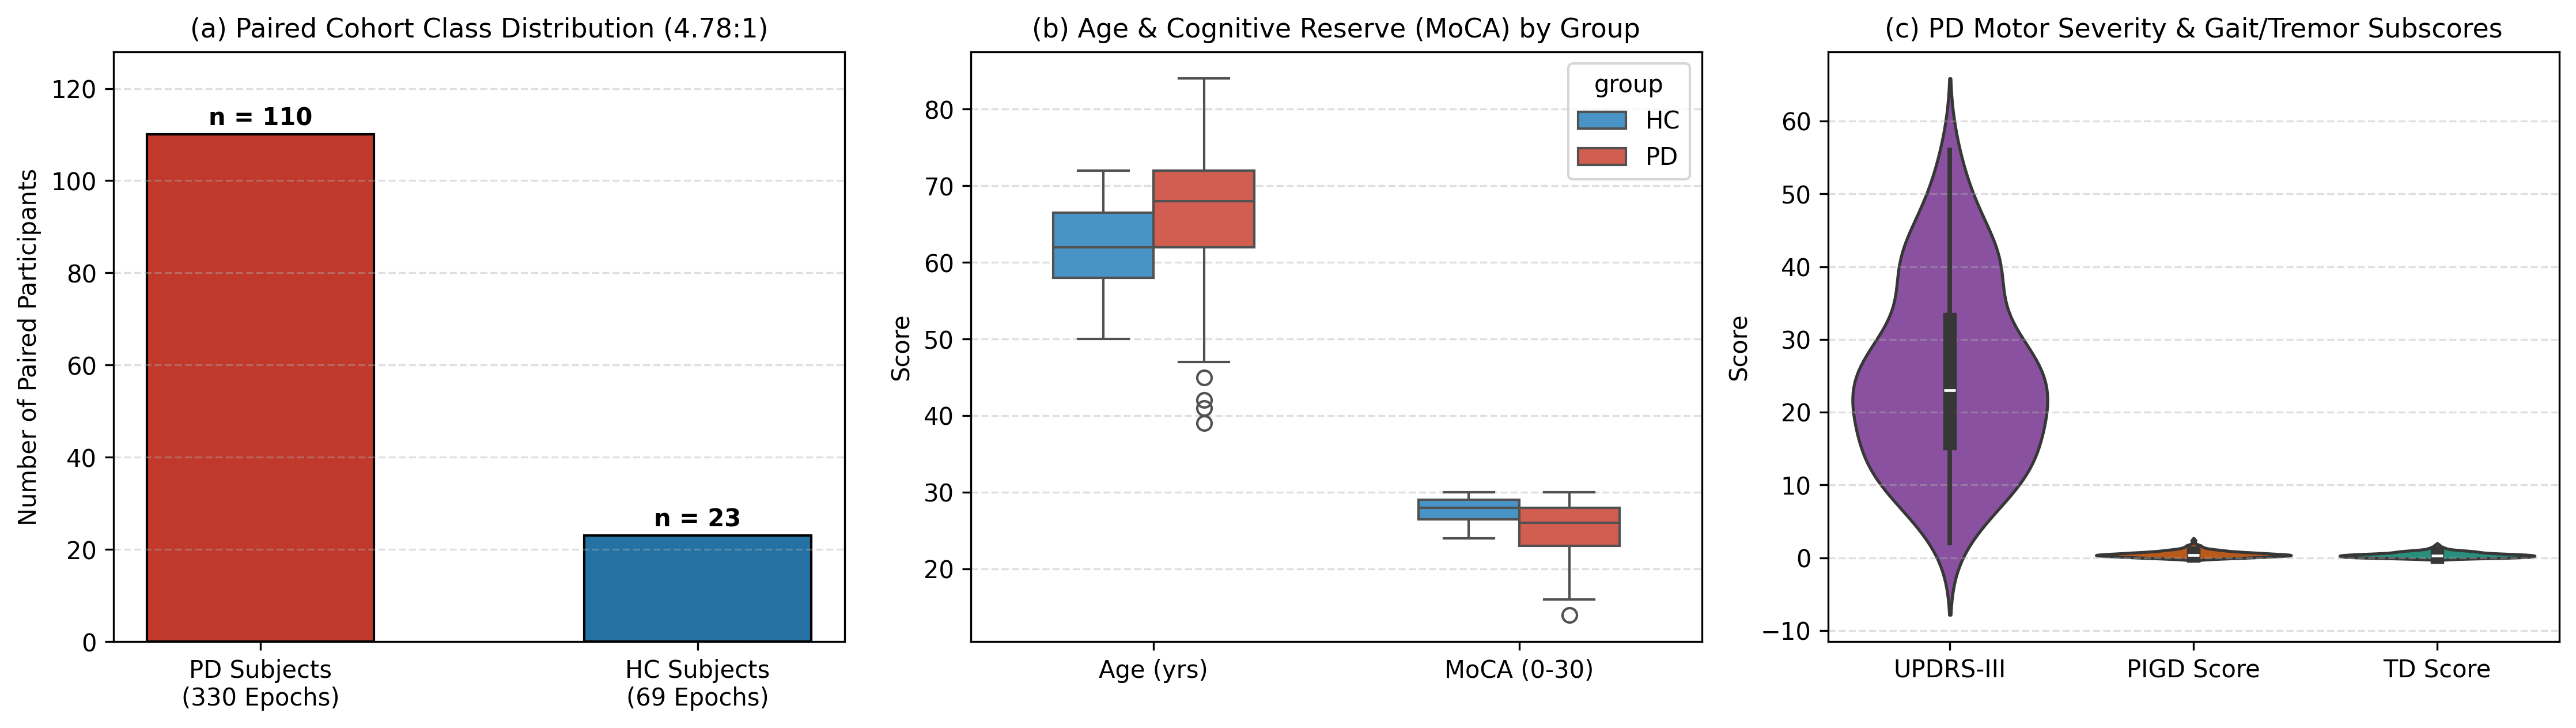 (a) Paired Cohort Class Distribution (4.78:1)
Number of Paired Participants
120
100
80
60
40
20
0
n = 110
n = 23
PD Subjects
(330 Epochs)
HC Subjects
(69 Epochs)
(b) Age & Cognitive Reserve (MoCA) by Group
Score
80
70
60
50
40
30
20
group
HC
PD
Age (yrs)
MoCA (0-30)
(c) PD Motor Severity & Gait/Tremor Subscores
Score
60
50
40
30
20
10
0
−10
UPDRS-III
PIGD Score
TD Score